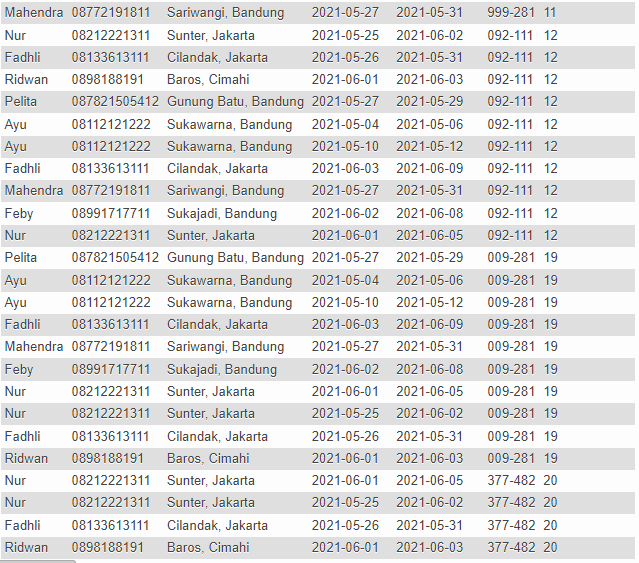 Mahendra 08772191811 Sariwangi, Bandung 2021-05-27 2021-05-31 999-281 11
Nur 08212221311 Sunter, Jakarta 2021-05-25 2021-06-02 092-111 12
Fadhli 08133613111 Cilandak, Jakarta 2021-05-26 2021-05-31 092-111 12
Ridwan 0898188191 Baros, Cimahi 2021-06-01 2021-06-03 092-111 12
Pelita 087821505412 Gunung Batu, Bandung 2021-05-27 2021-05-29 092-111 12
Ayu 08112121222 Sukawarna, Bandung 2021-05-04 2021-05-06 092-111 12
Ayu 08112121222 Sukawarna, Bandung 2021-05-10 2021-05-12 092-111 12
Fadhli 08133613111 Cilandak, Jakarta 2021-06-03 2021-06-09 092-111 12
Mahendra 08772191811 Sariwangi, Bandung 2021-05-27 2021-05-31 092-111 12
Feby 08991717711 Sukajadi, Bandung 2021-06-02 2021-06-08 092-111 12
Nur 08212221311 Sunter, Jakarta 2021-06-01 2021-06-05 092-111 12
Pelita 087821505412 Gunung Batu, Bandung 2021-05-27 2021-05-29 009-281 19
Ayu 08112121222 Sukawarna, Bandung 2021-05-04 2021-05-06 009-281 19
Ayu 08112121222 Sukawarna, Bandung 2021-05-10 2021-05-12 009-281 19
Fadhli 08133613111 Cilandak, Jakarta 2021-06-03 2021-06-09 009-281 19
Mahendra 08772191811 Sariwangi, Bandung 2021-05-27 2021-05-31 009-281 19
Feby 08991717711 Sukajadi, Bandung 2021-06-02 2021-06-08 009-281 19
Nur 08212221311 Sunter, Jakarta 2021-06-01 2021-06-05 009-281 19
Nur 08212221311 Sunter, Jakarta 2021-05-25 2021-06-02 009-281 19
Fadhli 08133613111 Cilandak, Jakarta 2021-05-26 2021-05-31 009-281 19
Ridwan 0898188191 Baros, Cimahi 2021-06-01 2021-06-03 009-281 19
Nur 08212221311 Sunter, Jakarta 2021-06-01 2021-06-05 377-482 20
Nur 08212221311 Sunter, Jakarta 2021-05-25 2021-06-02 377-482 20
Fadhli 08133613111 Cilandak, Jakarta 2021-05-26 2021-05-31 377-482 20
Ridwan 0898188191 Baros, Cimahi 2021-06-01 2021-06-03 377-482 20